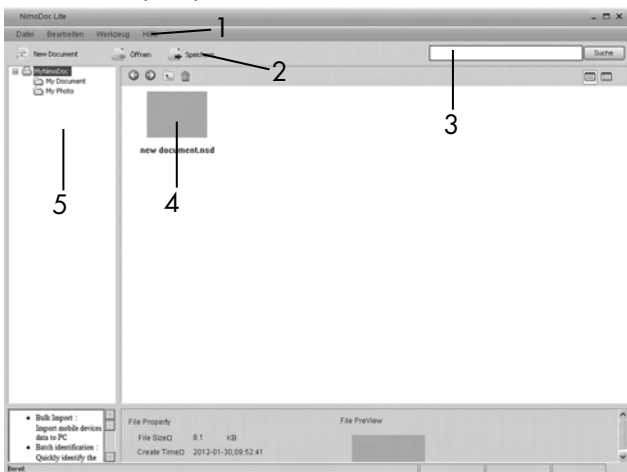 NimoDoc Lite
Datei Bearbeiten Werkzeug Hilfe 1
New Document Öffnen Speichern 2 Suche
3
MyNimoDoc
My Document
My Photo
new document.nsd
4
5
• Bulk Import :
Import mobile devices
data to PC
• Batch identification :
Quickly identify the
File Property File PreView
File Size□ 8.1 KB
Create Time□ 2012-01-30,09:52:41
Bereit